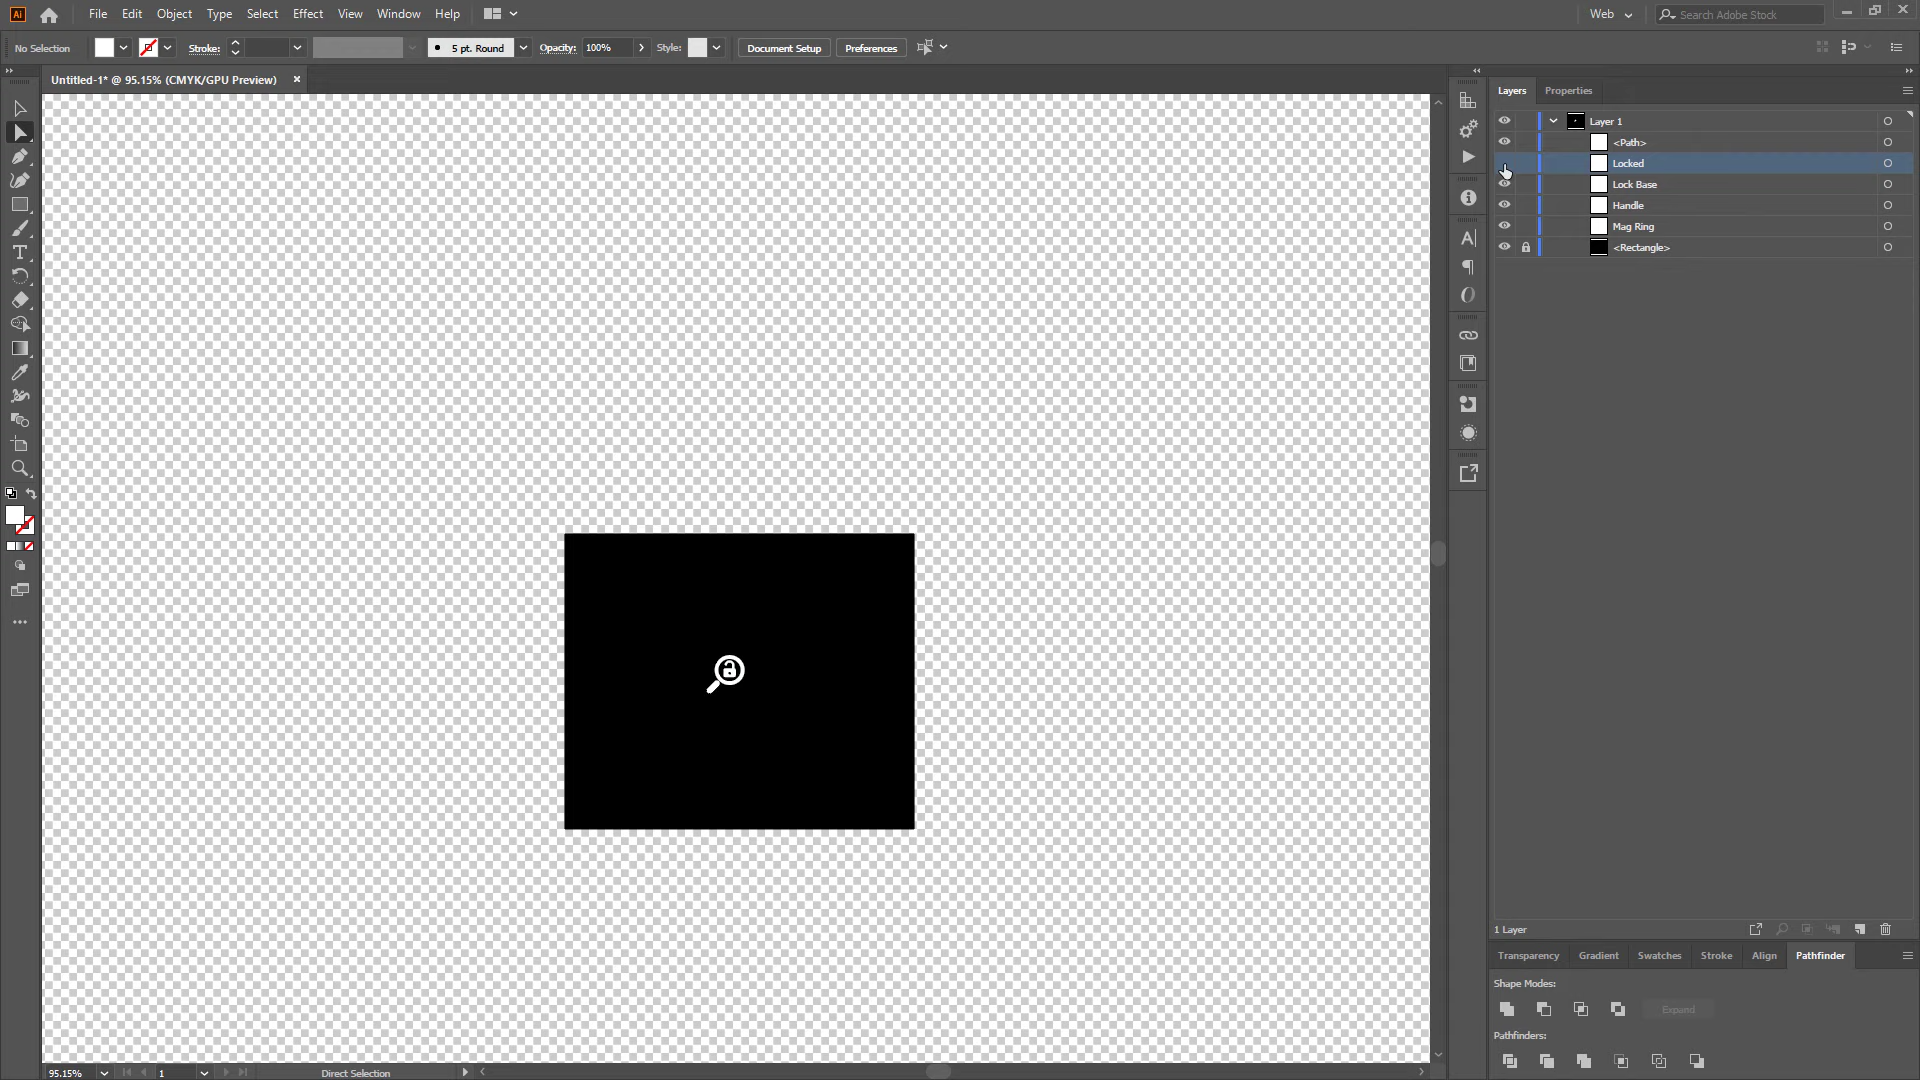 Ai File Edit Object Type Select Effect View Window Help Web Search Adobe Stock
No Selection Stroke: 5 pt. Round Opacity: 100% Style: Document Setup Preferences
Untitled-1* @ 95.15% (CMYK/GPU Preview)
Layers Properties
Layer 1
<Path>
Locked
Lock Base
Handle
Mag Ring
<Rectangle>
1 Layer
Transparency Gradient Swatches Stroke Align Pathfinder
Shape Modes:
Expand
Pathfinders:
95.15% 1 Direct Selection